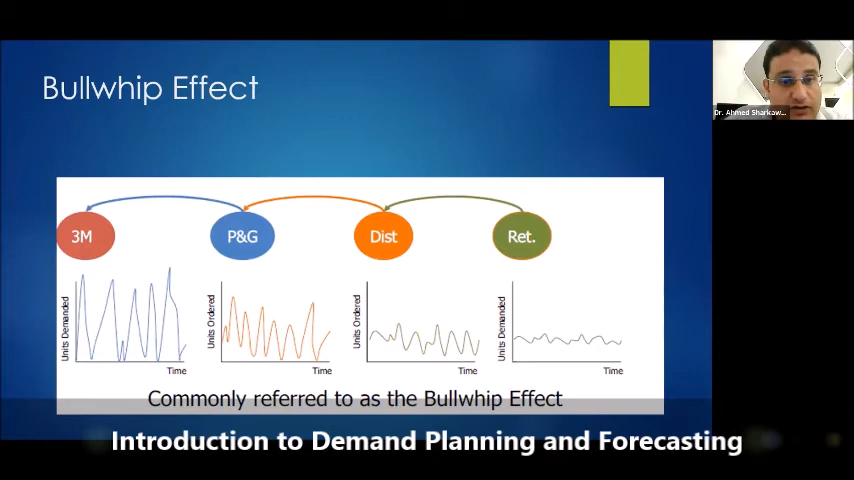 Bullwhip Effect
Dr. Ahmed Sharkaw...
3M
P&G
Dist
Ret.
Units Demanded
Time
Units Ordered
Time
Units Ordered
Time
Units Demanded
Time
Commonly referred to as the Bullwhip Effect
Introduction to Demand Planning and Forecasting